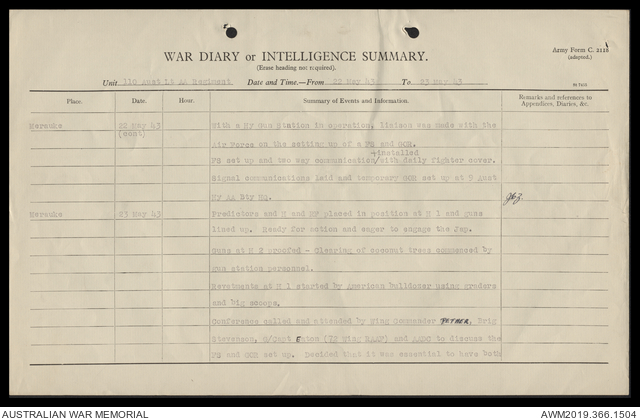 WAR DIARY or INTELLIGENCE SUMMARY.
(Erase heading not required).
Army Form C. 2118
(adapted.)
Unit 110 Aust Lt AA Regiment Date and Time.—From 22 May 43 To 23 May 43
Place. Date. Hour. Summary of Events and Information. Remarks and references to Appendices, Diaries, &c.
Merauke 22 May 43 With a Hy Gun Station in operation, liaison was made with the
(cont) Air Force on the setting up of a FS and GOR.
+installed
FS set up and two way communication/with daily fighter cover.
Signal communications laid and temporary GOR set up at 9 Aust
Hy AA Bty HQ.
Merauke 23 May 43 Predictors and H and HF placed in position at H 1 and guns
lined up. Ready for action and eager to engage the Jap.
Guns at H 2 proofed - Clearing of coconut trees commenced by
gun station personnel.
Revetments at H 1 started by American bulldozer using graders
and big scoops.
Conference called and attended by Wing Commander PETHER, Brig
Stevenson, G/Capt Eaton (72 Wing RAAF) and AADC to discuss the
FS and GOR set up. Decided that it was essential to have both
AUSTRALIAN WAR MEMORIAL
AWM2019.366.1504